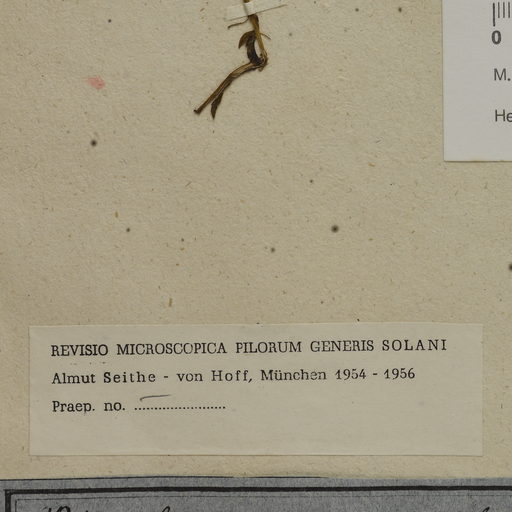 0
M.
He
REVISIO MICROSCOPICA PILORUM GENERIS SOLANI
Almut Seithe - von Hoff, München 1954 - 1956
Praep. no. ........................